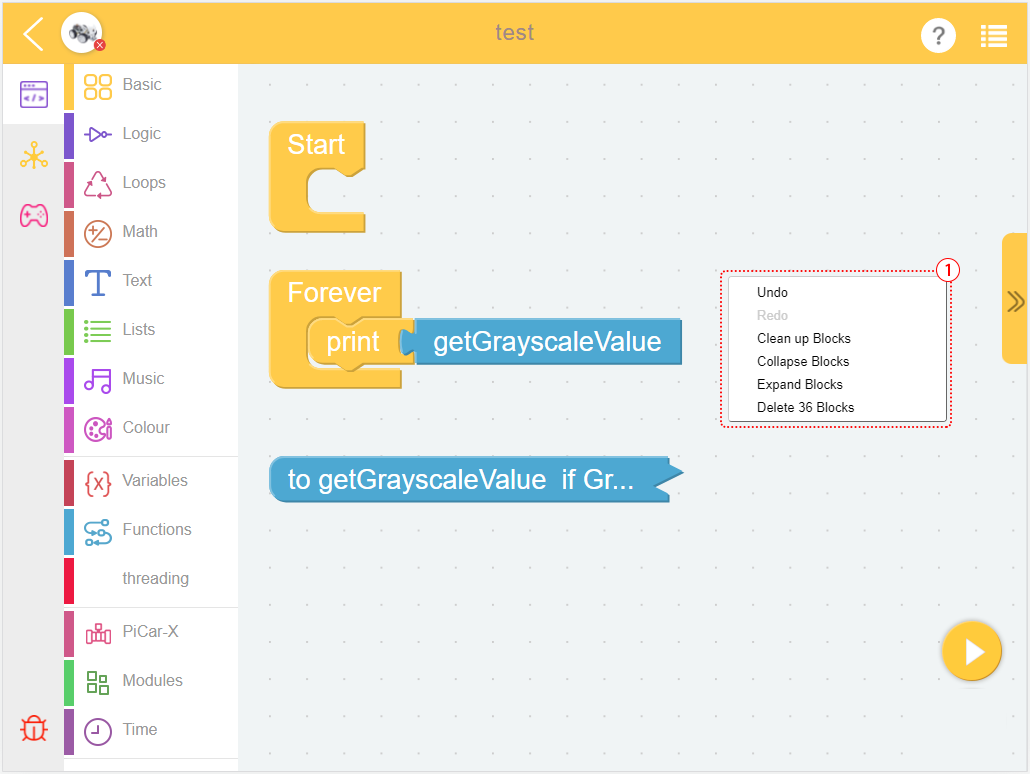 test
?
Basic
Logic
Loops
Math
Text
Lists
Music
Colour
Variables
Functions
threading
PiCar-X
Modules
Time
Start
Forever
print getGrayscaleValue
to getGrayscaleValue if Gr...
1
Undo
Redo
Clean up Blocks
Collapse Blocks
Expand Blocks
Delete 36 Blocks